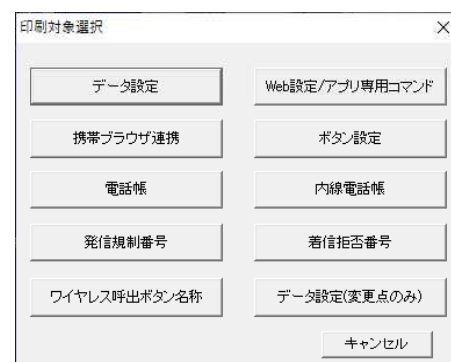 印刷対象選択
データ設定
Web設定/アプリ専用コマンド
携帯ブラウザ連携
ボタン設定
電話帳
内線電話帳
発信規制番号
着信拒否番号
ワイヤレス呼出ボタン名称
データ設定(変更点のみ)
キャンセル